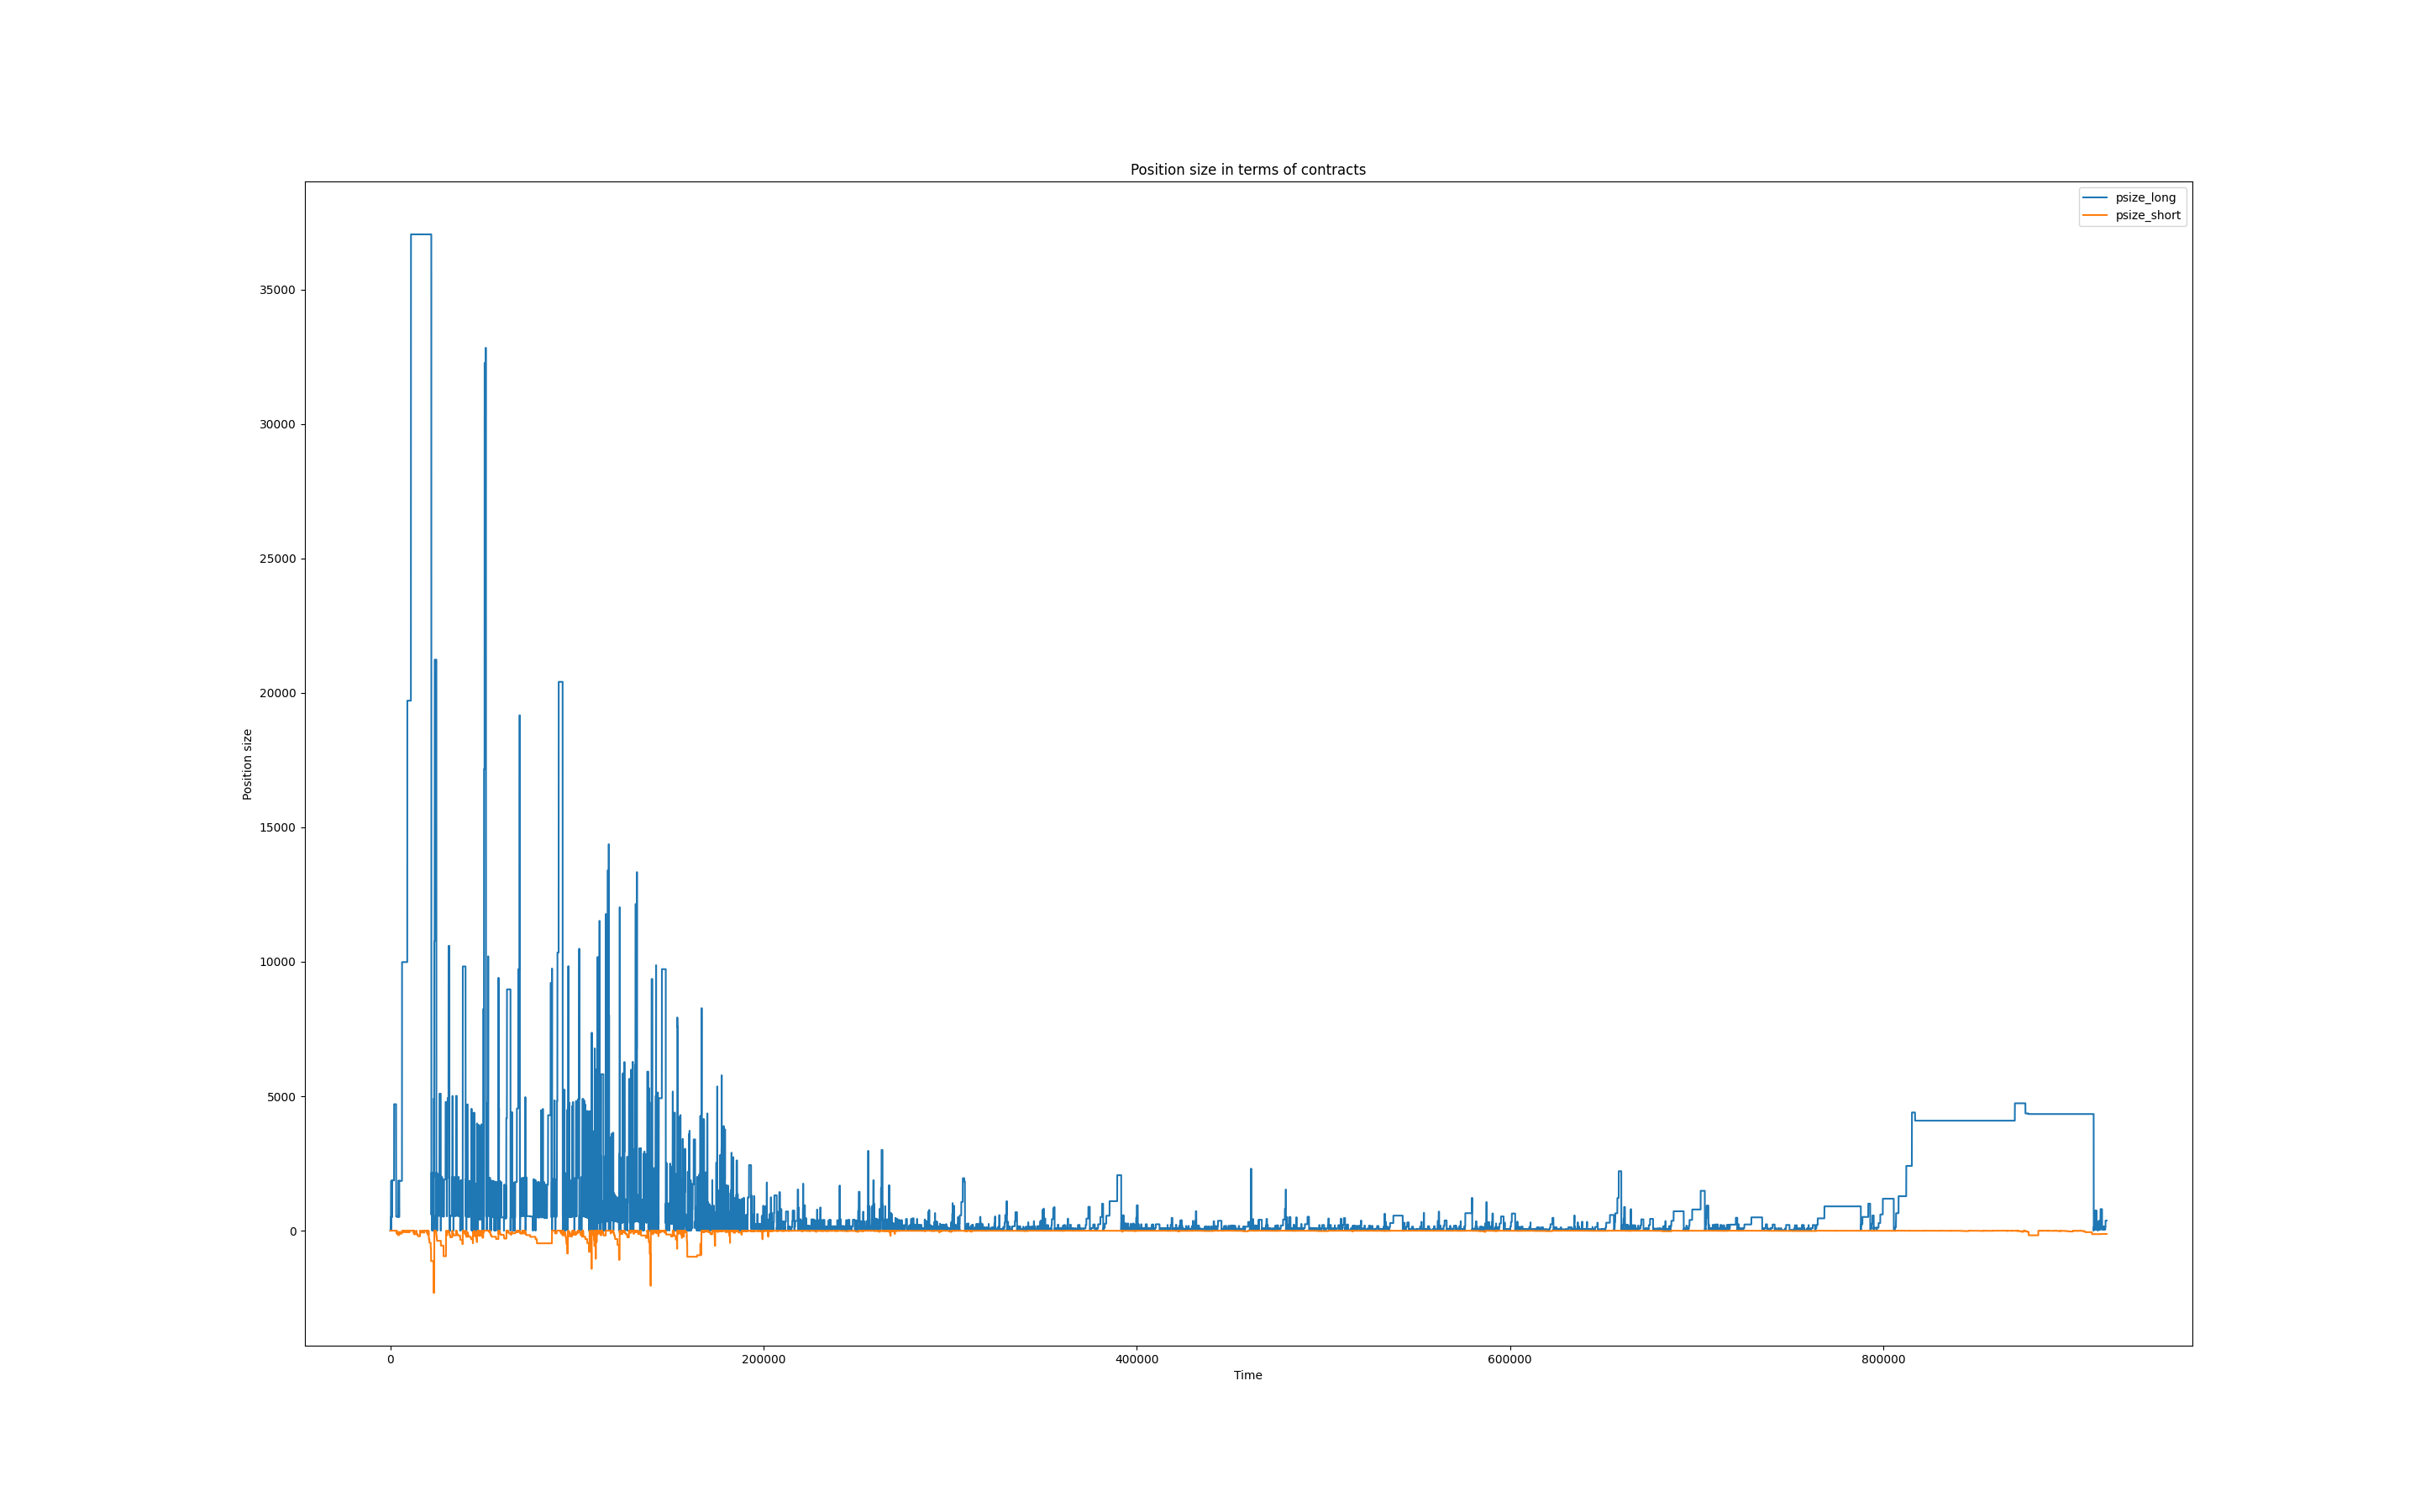 Position size in terms of contracts
psize_long
psize_short
35000
30000
25000
20000
15000
10000
5000
0
Position size
0 200000 400000 600000 800000
Time